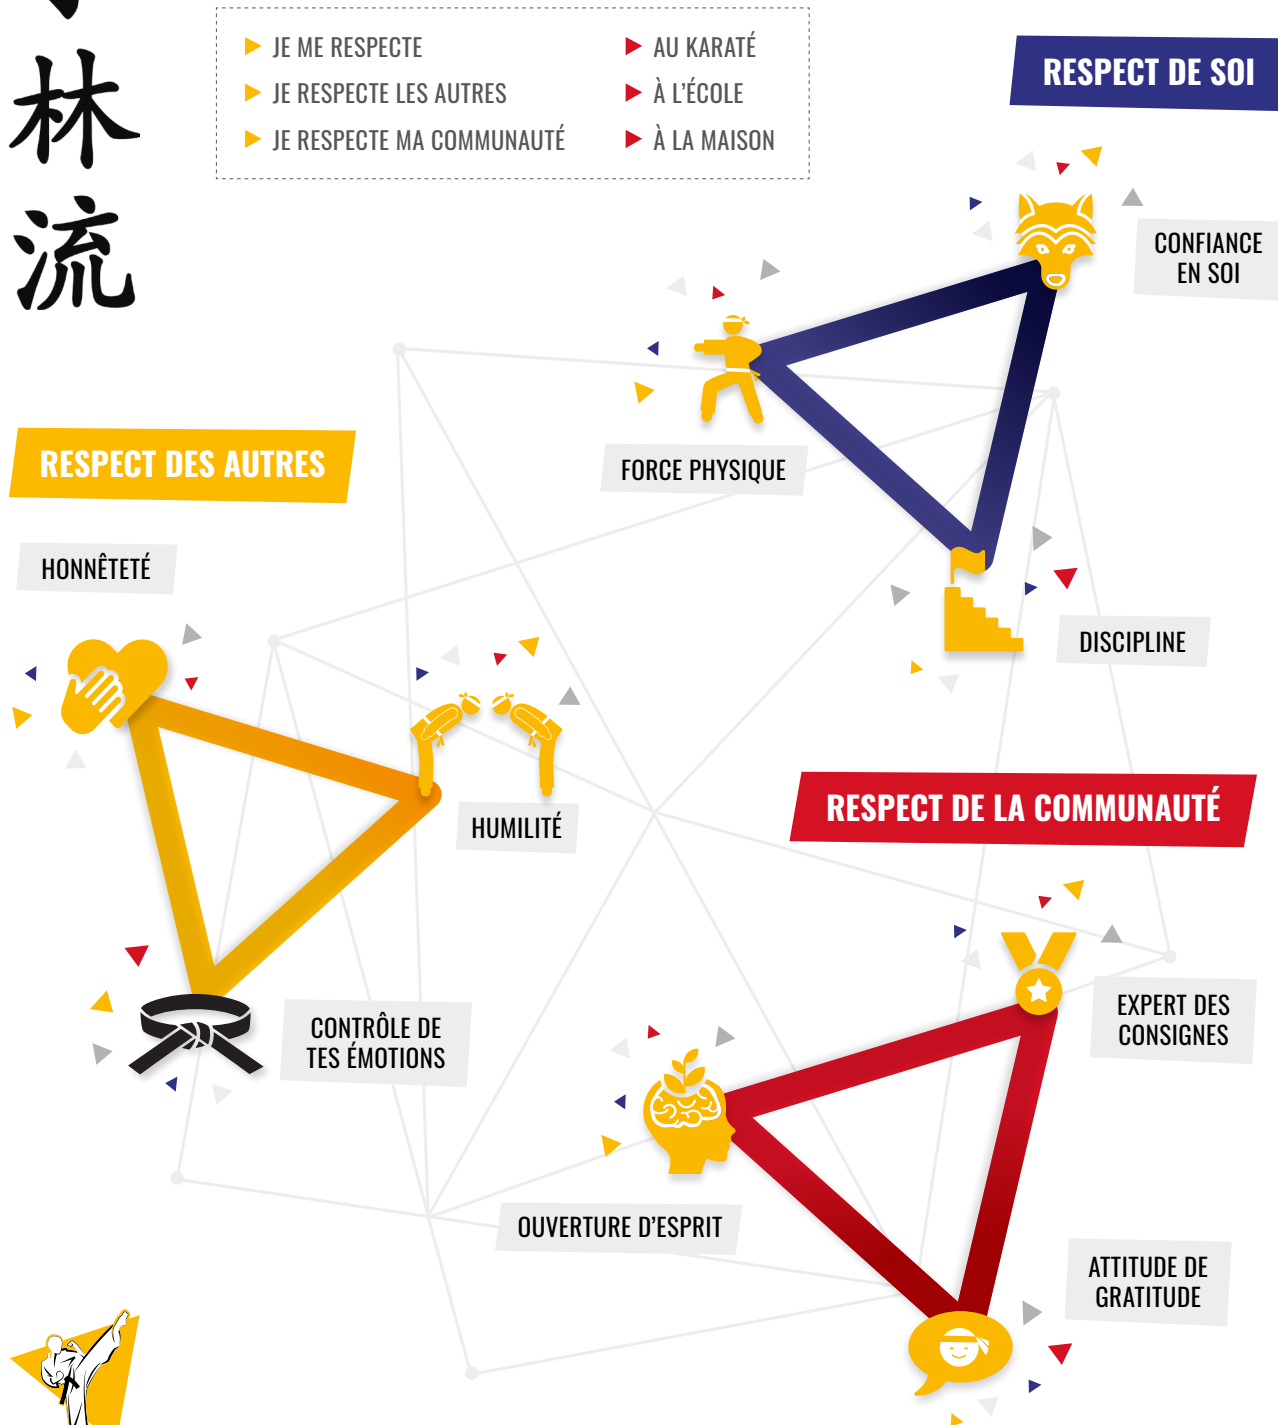 林
流
JE ME RESPECTE
JE RESPECTE LES AUTRES
JE RESPECTE MA COMMUNAUTÉ
AU KARATÉ
À L'ÉCOLE
À LA MAISON
RESPECT DE SOI
CONFIANCE
EN SOI
FORCE PHYSIQUE
DISCIPLINE
RESPECT DES AUTRES
HONNÊTETÉ
HUMILITÉ
CONTRÔLE DE
TES ÉMOTIONS
RESPECT DE LA COMMUNAUTÉ
EXPERT DES
CONSIGNES
OUVERTURE D'ESPRIT
ATTITUDE DE
GRATITUDE